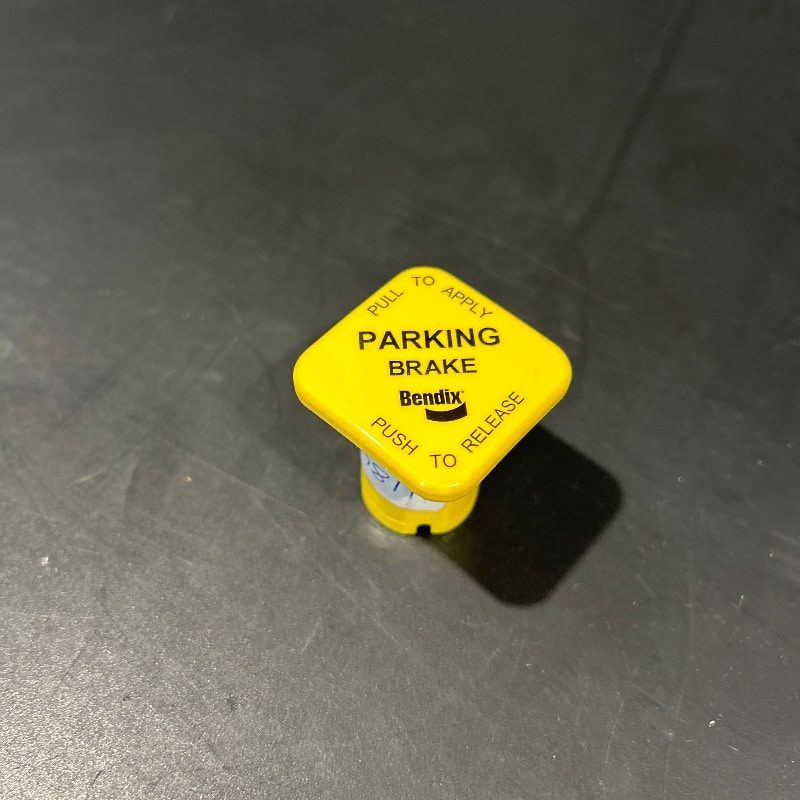 PULL TO APPLY
PARKING
BRAKE
Bendix
PUSH TO RELEASE